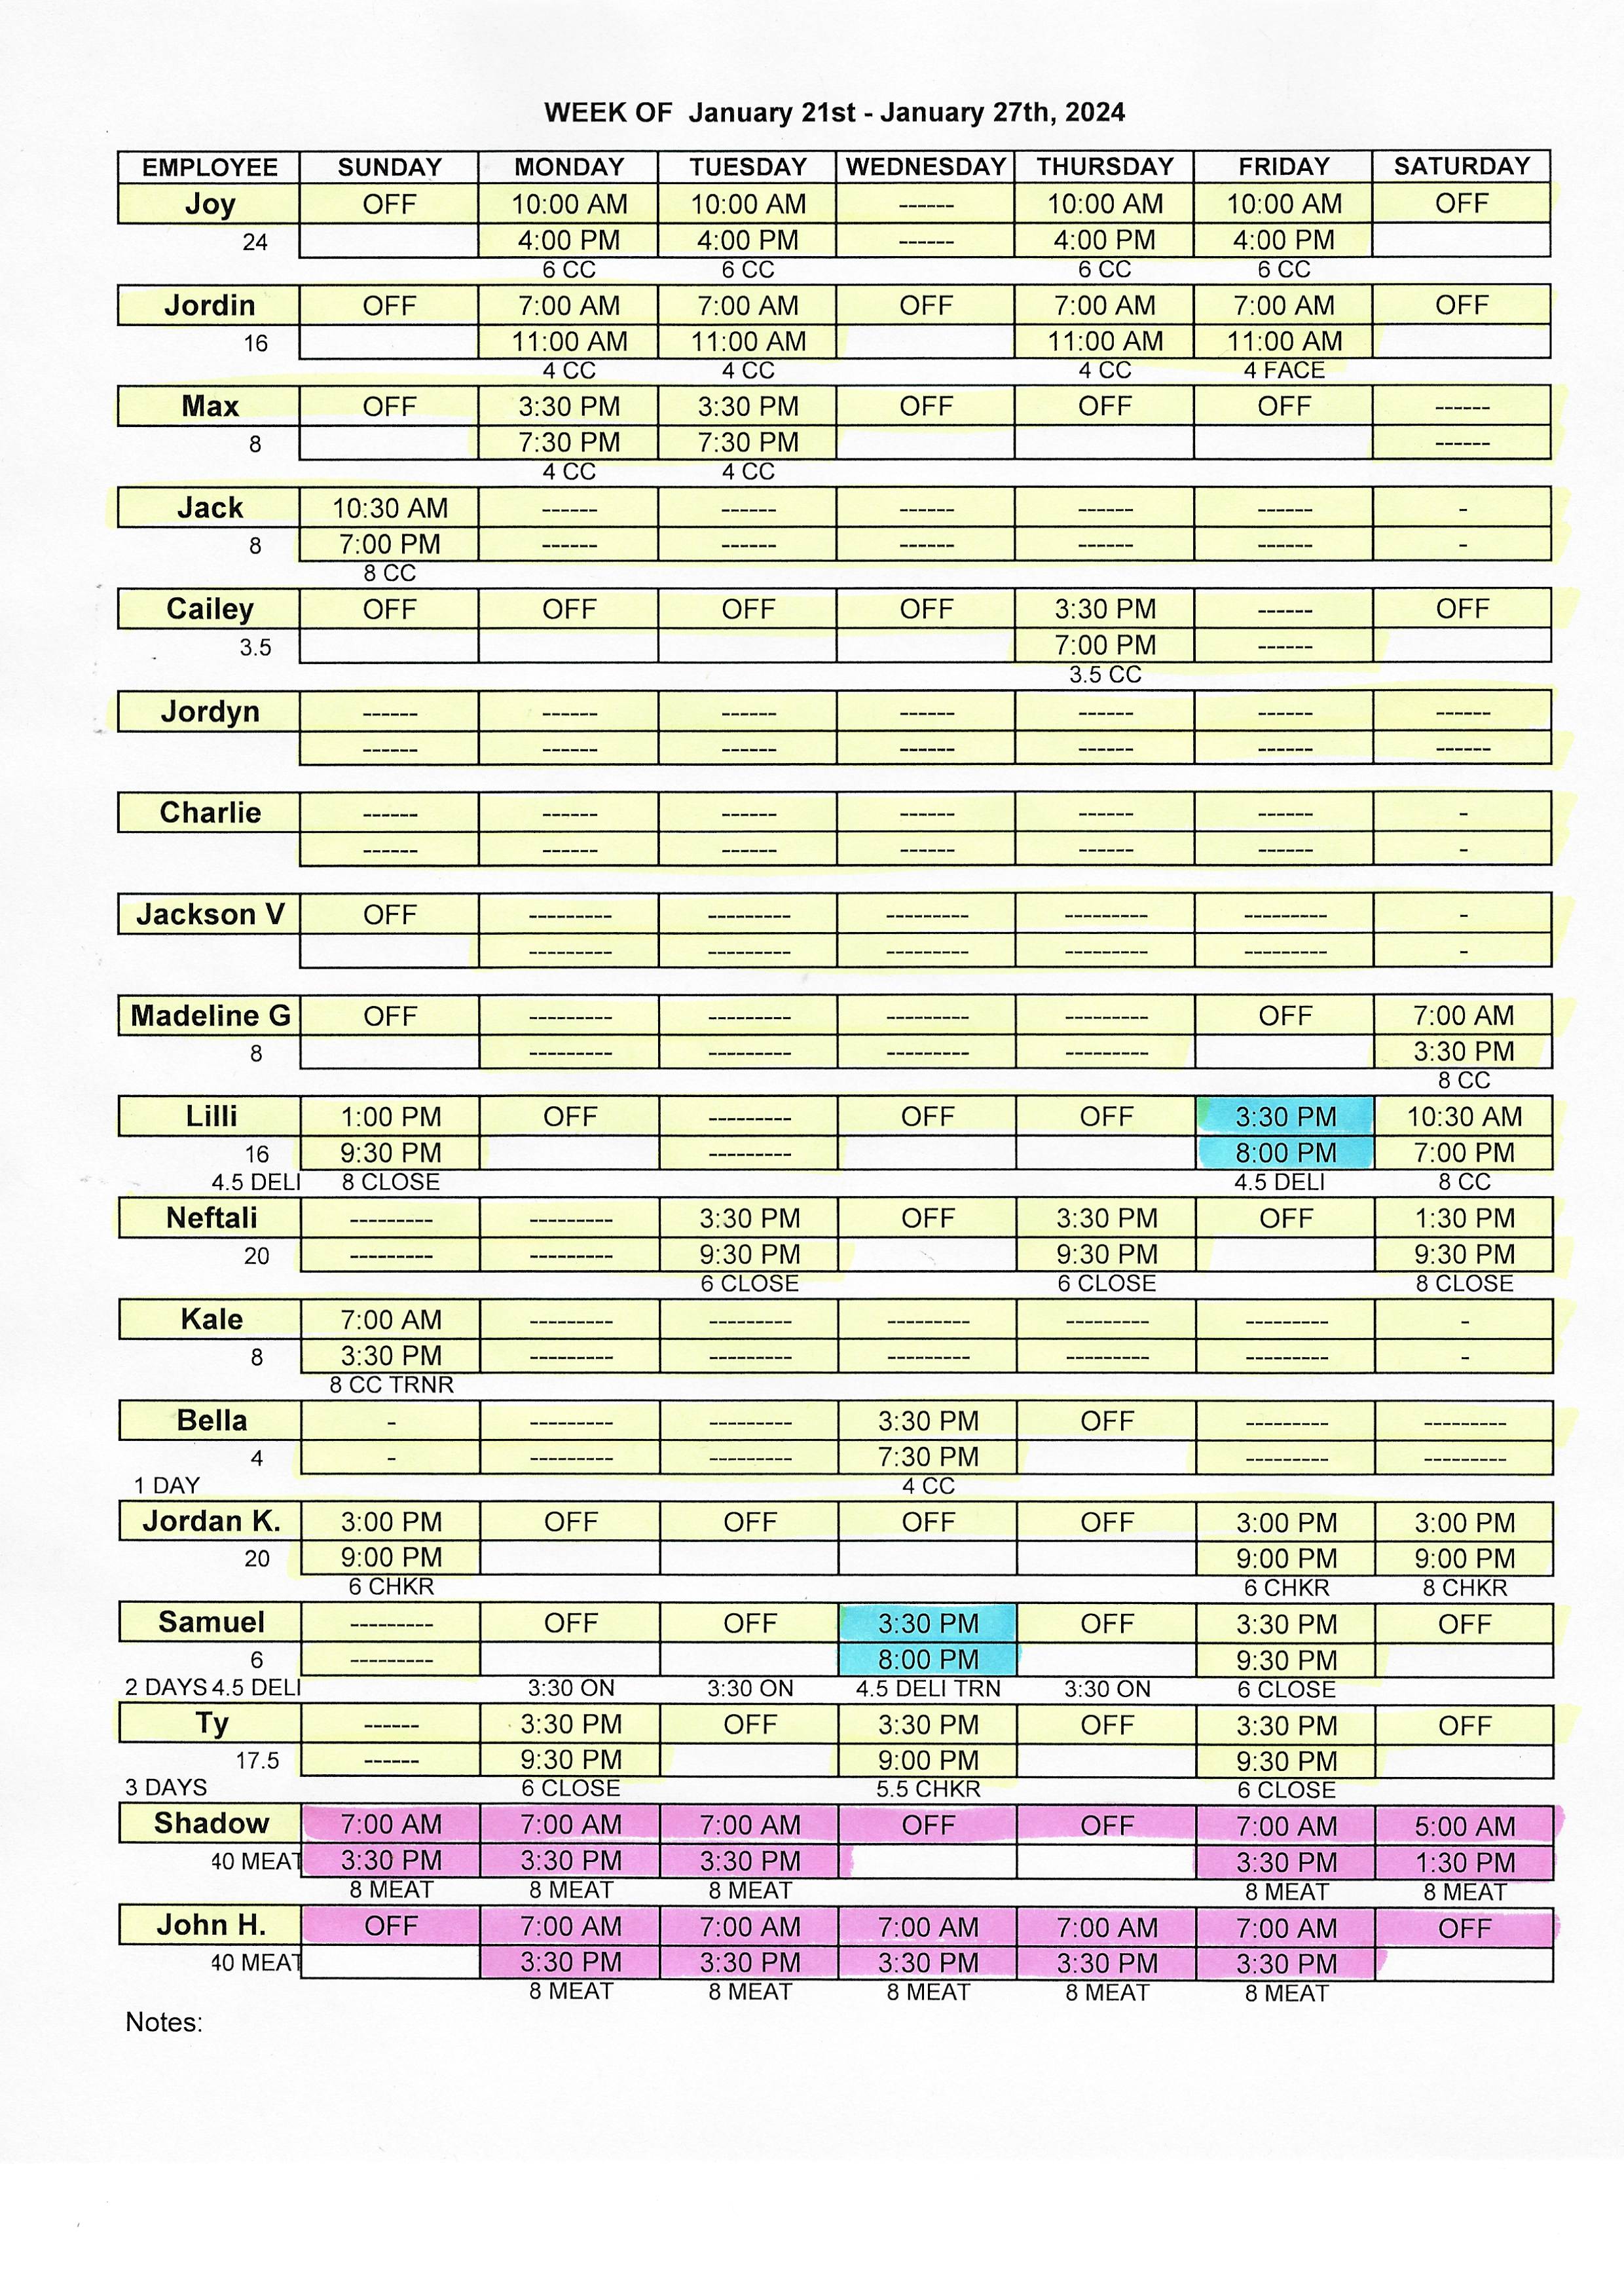 WEEK OF January 21st - January 27th, 2024
EMPLOYEE SUNDAY MONDAY TUESDAY WEDNESDAY THURSDAY FRIDAY SATURDAY
Joy OFF 10:00 AM 10:00 AM ------ 10:00 AM 10:00 AM OFF
24 4:00 PM 4:00 PM ------ 4:00 PM 4:00 PM
6 CC 6 CC 6 CC 6 CC
Jordin OFF 7:00 AM 7:00 AM OFF 7:00 AM 7:00 AM OFF
16 11:00 AM 11:00 AM 11:00 AM 11:00 AM
4 CC 4 CC 4 CC 4 FACE
Max OFF 3:30 PM 3:30 PM OFF OFF OFF ------
8 7:30 PM 7:30 PM ------
4 CC 4 CC
Jack 10:30 AM ------ ------ ------ ------ ------ -
8 7:00 PM ------ ------ ------ ------ ------ -
8 CC
Cailey OFF OFF OFF OFF 3:30 PM ------ OFF
3.5 7:00 PM ------
3.5 CC
Jordyn ------ ------ ------ ------ ------ ------ ------
------ ------ ------ ------ ------ ------ ------
Charlie ------ ------ ------ ------ ------ ------ -
------ ------ ------ ------ ------ ------ -
Jackson V OFF --------- --------- --------- --------- --------- -
--------- --------- --------- --------- --------- -
Madeline G OFF --------- --------- --------- --------- OFF 7:00 AM
8 --------- --------- --------- --------- 3:30 PM
8 CC
Lilli 1:00 PM OFF --------- OFF OFF 3:30 PM 10:30 AM
16 9:30 PM --------- 8:00 PM 7:00 PM
4.5 DELI 8 CLOSE 4.5 DELI 8 CC
Neftali --------- --------- 3:30 PM OFF 3:30 PM OFF 1:30 PM
20 --------- --------- 9:30 PM 9:30 PM 9:30 PM
6 CLOSE 6 CLOSE 8 CLOSE
Kale 7:00 AM --------- --------- --------- --------- --------- -
8 3:30 PM --------- --------- --------- --------- --------- -
8 CC TRNR
Bella - --------- --------- 3:30 PM OFF --------- ---------
4 - --------- --------- 7:30 PM --------- ---------
1 DAY 4 CC
Jordan K. 3:00 PM OFF OFF OFF OFF 3:00 PM 3:00 PM
20 9:00 PM 9:00 PM 9:00 PM
6 CHKR 6 CHKR 8 CHKR
Samuel --------- OFF OFF 3:30 PM OFF 3:30 PM OFF
6 --------- 8:00 PM 9:30 PM
2 DAYS 4.5 DELI 3:30 ON 3:30 ON 4.5 DELI TRN 3:30 ON 6 CLOSE
Ty ------ 3:30 PM OFF 3:30 PM OFF 3:30 PM OFF
17.5 ------ 9:30 PM 9:00 PM 9:30 PM
3 DAYS 6 CLOSE 5.5 CHKR 6 CLOSE
Shadow 7:00 AM 7:00 AM 7:00 AM OFF OFF 7:00 AM 5:00 AM
40 MEAT 3:30 PM 3:30 PM 3:30 PM 3:30 PM 1:30 PM
8 MEAT 8 MEAT 8 MEAT 8 MEAT 8 MEAT
John H. OFF 7:00 AM 7:00 AM 7:00 AM 7:00 AM 7:00 AM OFF
40 MEAT 3:30 PM 3:30 PM 3:30 PM 3:30 PM 3:30 PM
8 MEAT 8 MEAT 8 MEAT 8 MEAT 8 MEAT
Notes: